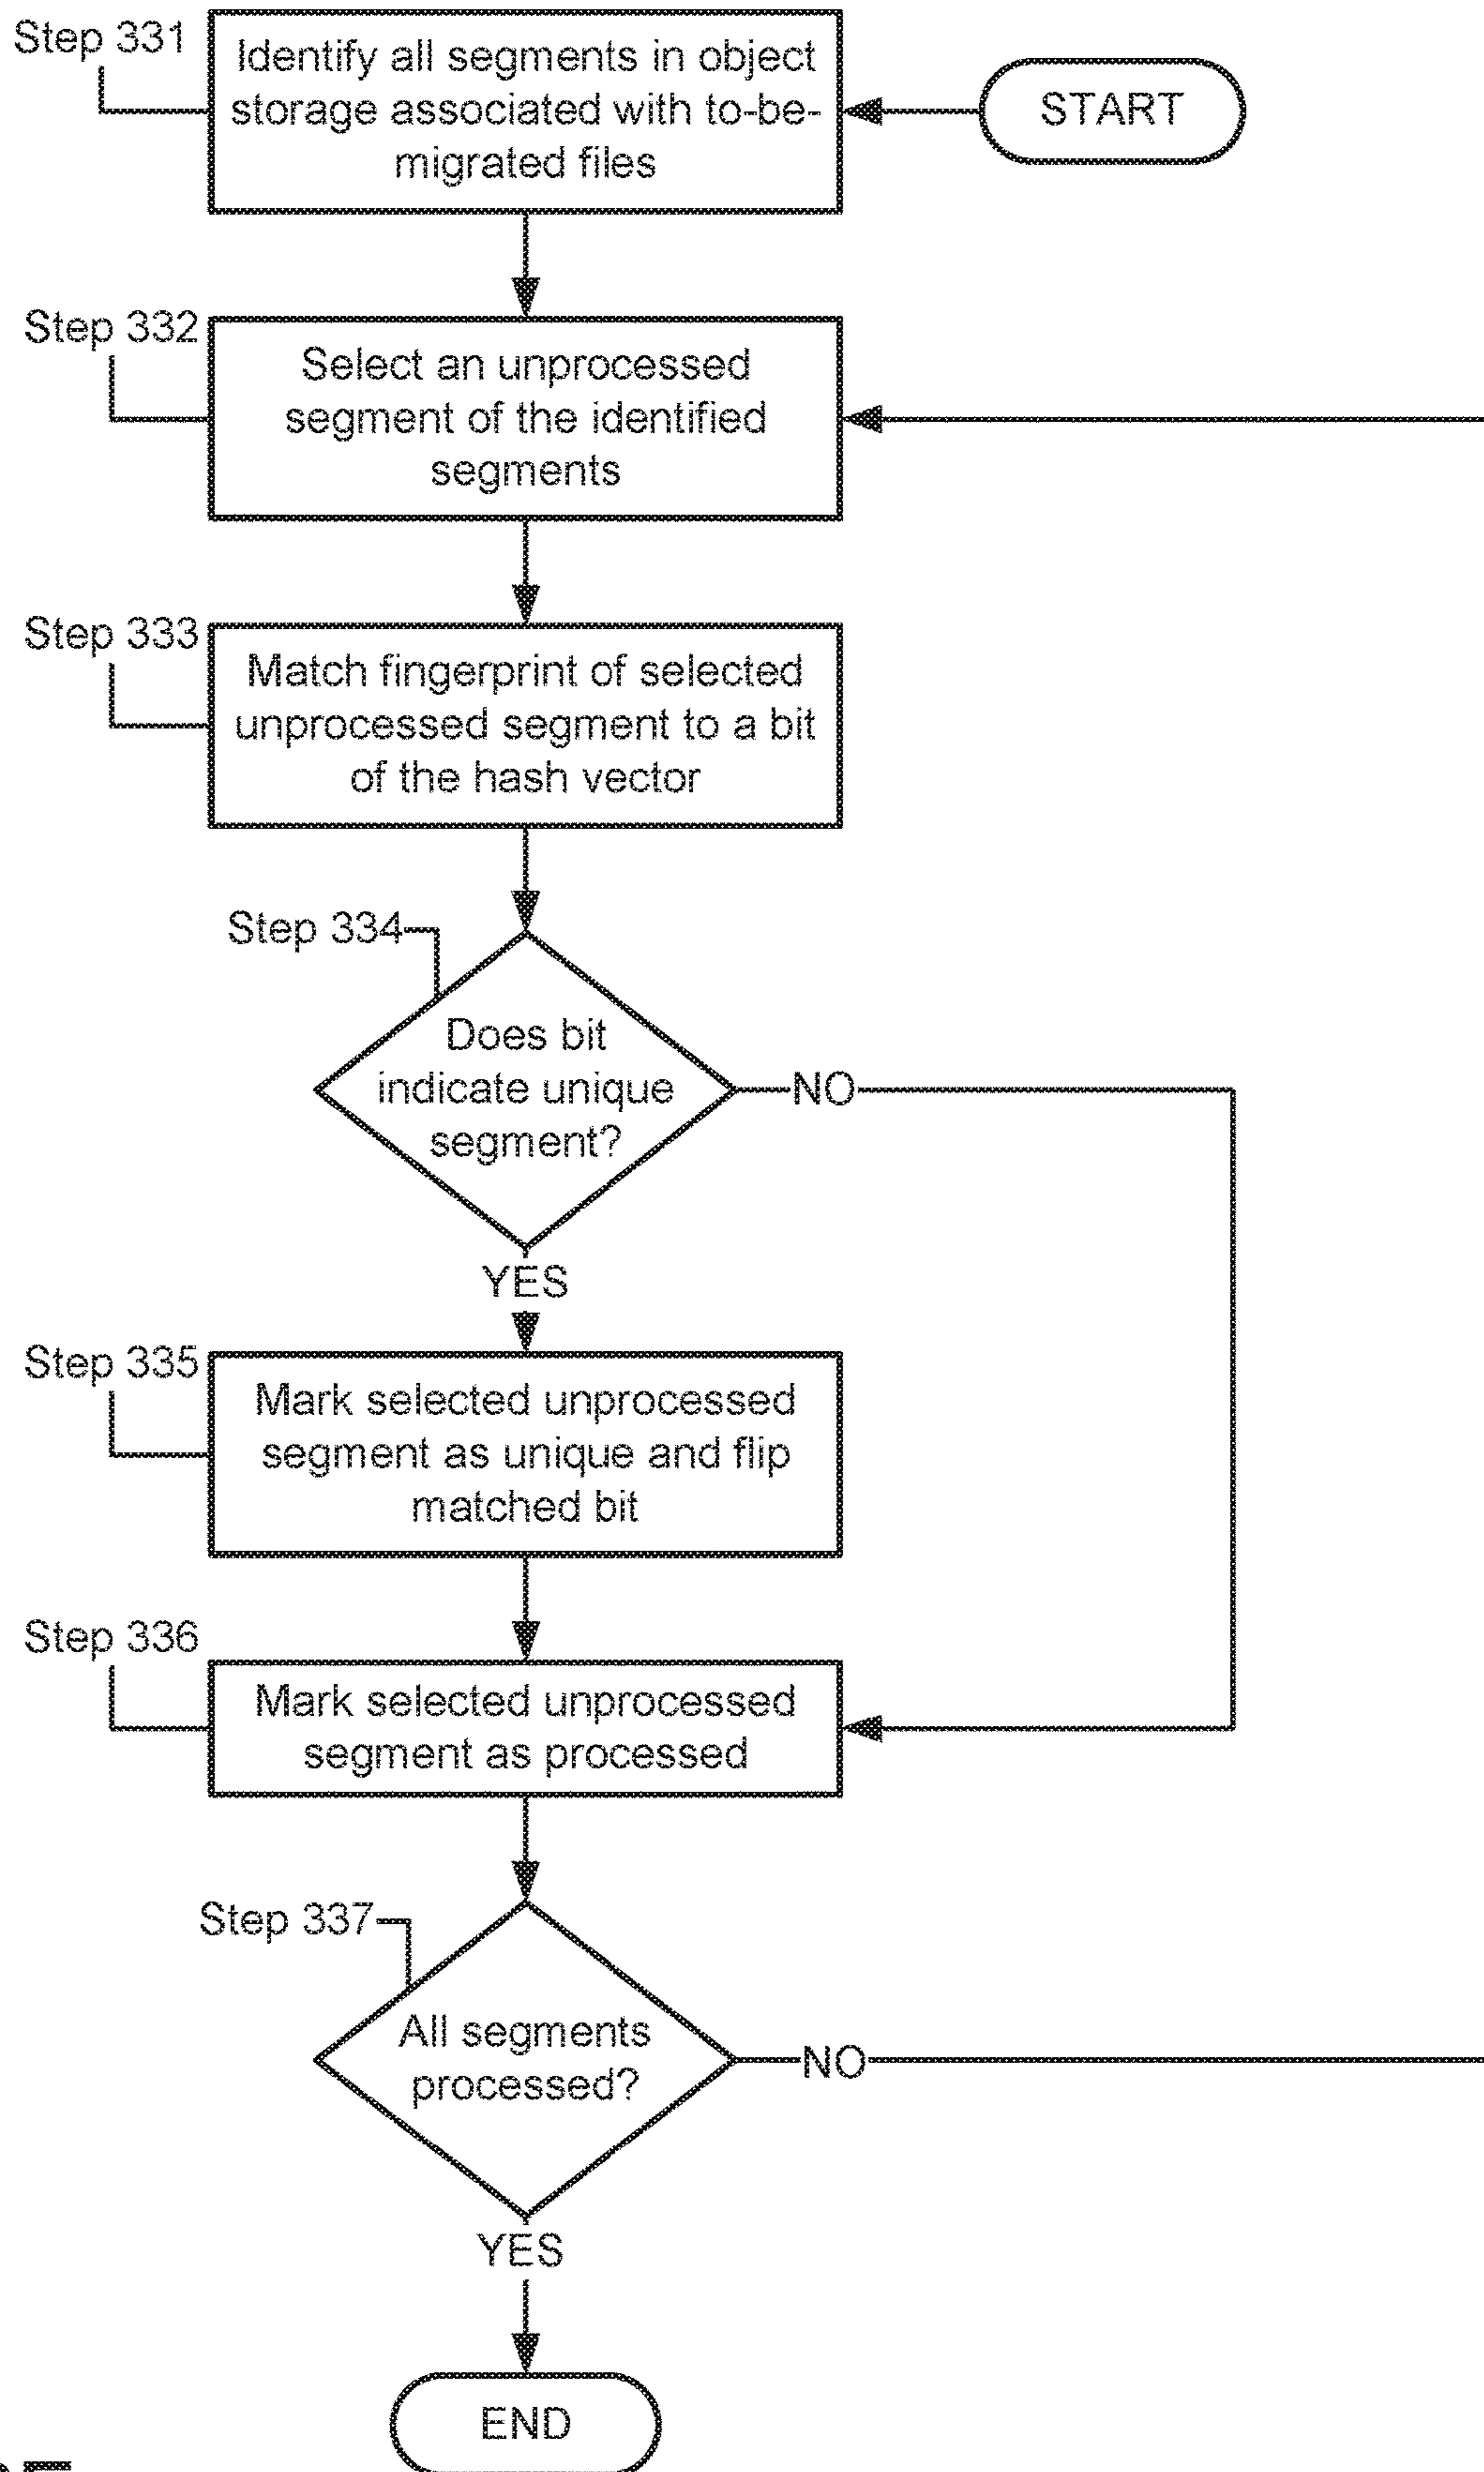 Step 331
Identify all segments in object
storage associated with to-be-
migrated files
START
Step 332
Select an unprocessed
segment of the identified
segments
Step 333
Match fingerprint of selected
unprocessed segment to a bit
of the hash vector
Step 334
Does bit
indicate unique
segment?
NO
YES
Step 335
Mark selected unprocessed
segment as unique and flip
matched bit
Step 336
Mark selected unprocessed
segment as processed
Step 337
All segments
processed?
NO
YES
END